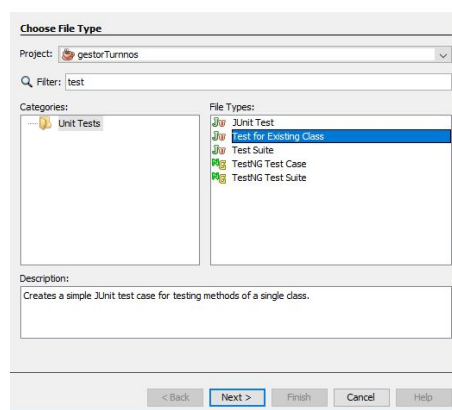 Choose File Type
Project: gestorTurnnos
Filter: test
Categories:
Unit Tests
File Types:
JUnit Test
Test for Existing Class
Test Suite
TestNG Test Case
TestNG Test Suite
Description:
Creates a simple JUnit test case for testing methods of a single class.
< Back Next > Finish Cancel Help